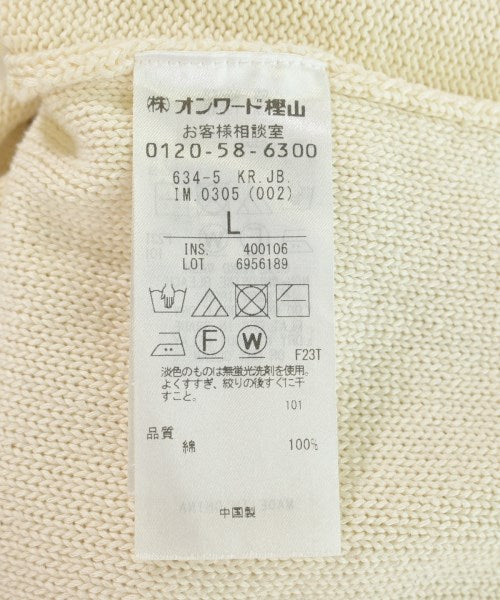 ㈱オンワード樫山
お客様相談室
0120-58-6300
634-5 KR.JB.
IM.0305 (002)
L
INS. 400106
LOT 6956189
F W
F23T
淡色のものは無蛍光洗剤を使用。
よくすすぎ、絞りの後すぐに干
すこと。
101
品質
綿 100%
中国製